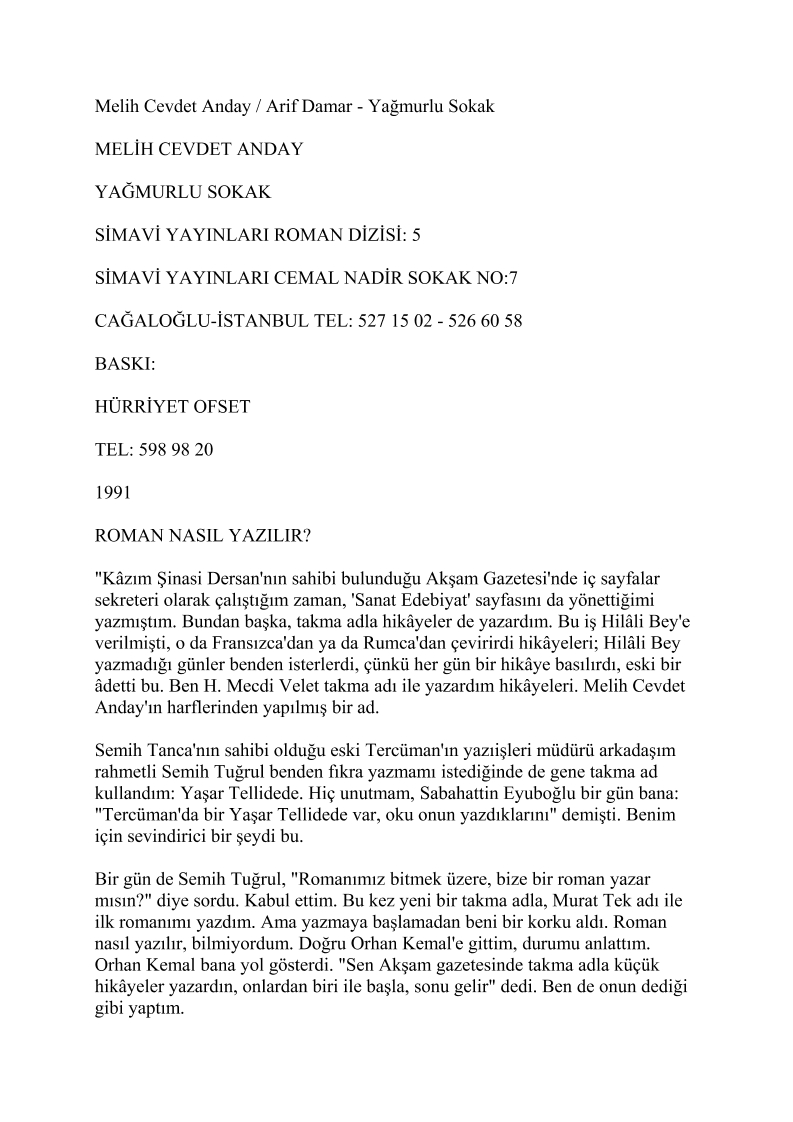 Melih Cevdet Anday / Arif Damar - Yağmurlu Sokak
MELİH CEVDET ANDAY
YAĞMURLU SOKAK
SİMAVİ YAYINLARI ROMAN DİZİSİ: 5
SİMAVİ YAYINLARI CEMAL NADİR SOKAK NO:7
CAĞALOĞLU-İSTANBUL TEL: 527 15 02 - 526 60 58
BASKI:
HÜRRİYET OFSET
TEL: 598 98 20
1991
ROMAN NASIL YAZILIR?
"Kâzım Şinasi Dersan'nın sahibi bulunduğu Akşam Gazetesi'nde iç sayfalar
sekreteri olarak çalıştığım zaman, 'Sanat Edebiyat' sayfasını da yönettiğimi
yazmıştım. Bundan başka, takma adla hikâyeler de yazardım. Bu iş Hilâli Bey'e
verilmişti, o da Fransızca'dan ya da Rumca'dan çevirirdi hikâyeleri; Hilâli Bey
yazmadığı günler benden isterlerdi, çünkü her gün bir hikâye basılırdı, eski bir
âdetti bu. Ben H. Mecdi Velet takma adı ile yazardım hikâyeleri. Melih Cevdet
Anday'ın harflerinden yapılmış bir ad.
Semih Tanca'nın sahibi olduğu eski Tercüman'ın yazıişleri müdürü arkadaşım
rahmetli Semih Tuğrul benden fıkra yazmamı istediğinde de gene takma ad
kullandım: Yaşar Tellidede. Hiç unutmam, Sabahattin Eyuboğlu bir gün bana:
"Tercüman'da bir Yaşar Tellidede var, oku onun yazdıklarını" demişti. Benim
için sevindirici bir şeydi bu.
Bir gün de Semih Tuğrul, "Romanımız bitmek üzere, bize bir roman yazar
mısın?" diye sordu. Kabul ettim. Bu kez yeni bir takma adla, Murat Tek adı ile
ilk romanımı yazdım. Ama yazmaya başlamadan beni bir korku aldı. Roman
nasıl yazılır, bilmiyordum. Doğru Orhan Kemal'e gittim, durumu anlattım.
Orhan Kemal bana yol gösterdi. "Sen Akşam gazetesinde takma adla küçük
hikâyeler yazardın, onlardan biri ile başla, sonu gelir" dedi. Ben de onun dediği
gibi yaptım.